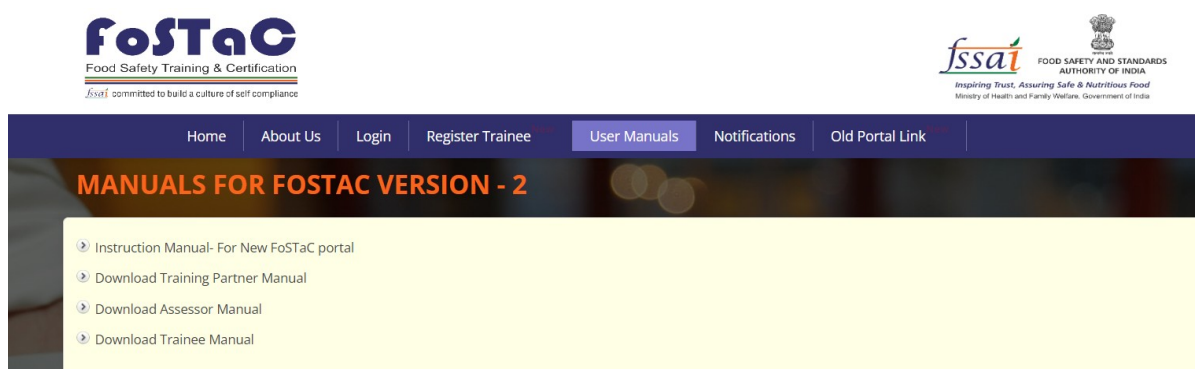 FoSTaC
Food Safety Training & Certification
fssai committed to build a culture of self compliance
fssai
FOOD SAFETY AND STANDARDS
AUTHORITY OF INDIA
Inspiring Trust, Assuring Safe & Nutritious Food
Ministry of Health and Family Welfare, Government of India
Home About Us Login Register Trainee User Manuals Notifications Old Portal Link
MANUALS FOR FOSTAC VERSION - 2
Instruction Manual- For New FoSTaC portal
Download Training Partner Manual
Download Assessor Manual
Download Trainee Manual